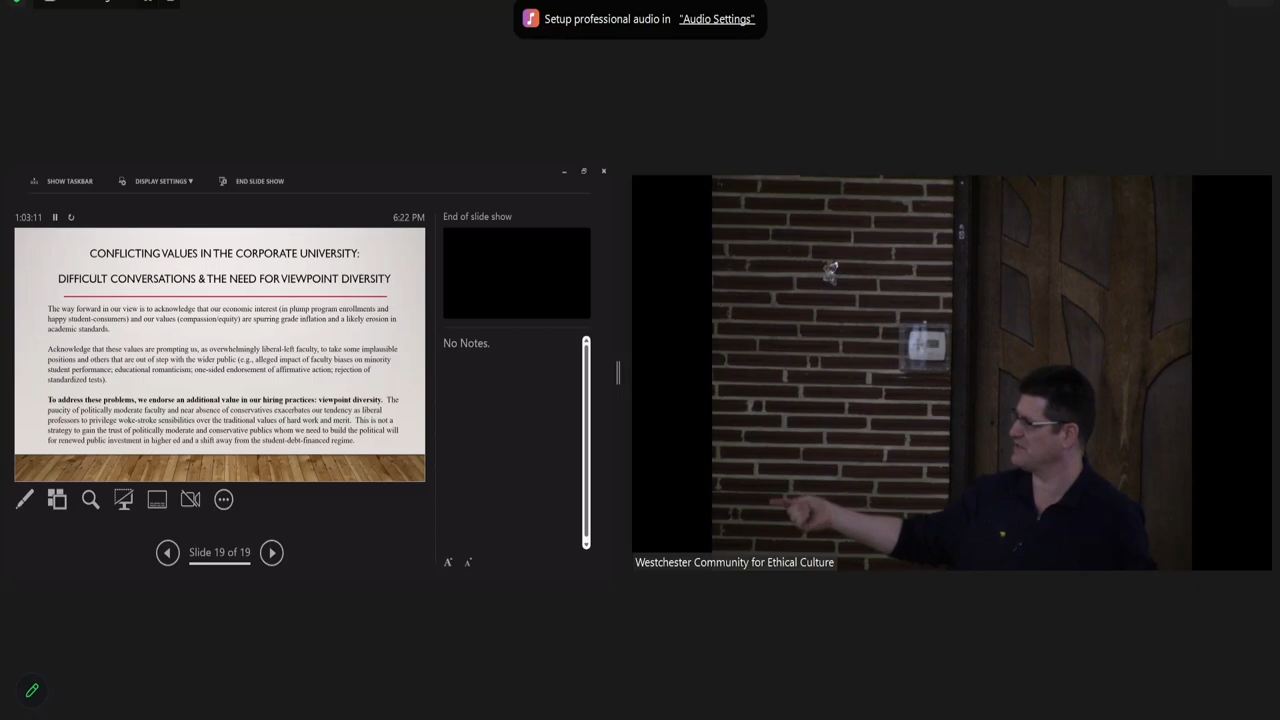 Setup professional audio in "Audio Settings"
SHOW TASKBAR DISPLAY SETTINGS ▾ END SLIDE SHOW
1:03:11 6:22 PM
CONFLICTING VALUES IN THE CORPORATE UNIVERSITY:
DIFFICULT CONVERSATIONS & THE NEED FOR VIEWPOINT DIVERSITY
The way forward in our view is to acknowledge that our economic interest (in plump program enrollments and
happy student-consumers) and our values (compassion/equity) are spurring grade inflation and a likely erosion in
academic standards.
Acknowledge that these values are prompting us, as overwhelmingly liberal-left faculty, to take some implausible
positions and others that are out of step with the wider public (e.g., alleged impact of faculty biases on minority
student performance; educational romanticism; one-sided endorsement of affirmative action; rejection of
standardized tests).
To address these problems, we endorse an additional value in our hiring practices: viewpoint diversity. The
paucity of politically moderate faculty and near absence of conservatives exacerbates our tendency as liberal
professors to privilege woke-stroke sensibilities over the traditional values of hard work and merit. This is not a
strategy to gain the trust of politically moderate and conservative publics whom we need to build the political will
for renewed public investment in higher ed and a shift away from the student-debt-financed regime.
Slide 19 of 19
End of slide show
No Notes.
A A
Westchester Community for Ethical Culture